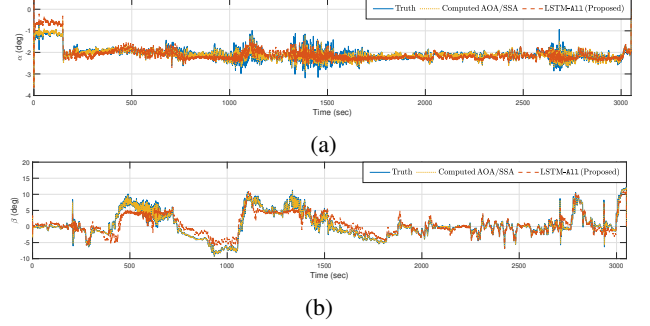 Truth Computed AOA/SSA LSTM-All (Proposed)
0
-1
-2
-3
-4
α (deg)
0 500 1000 1500 2000 2500 3000
Time (sec)
(a)
Truth Computed AOA/SSA LSTM-All (Proposed)
20
15
10
5
0
-5
-10
β (deg)
0 500 1000 1500 2000 2500 3000
Time (sec)
(b)